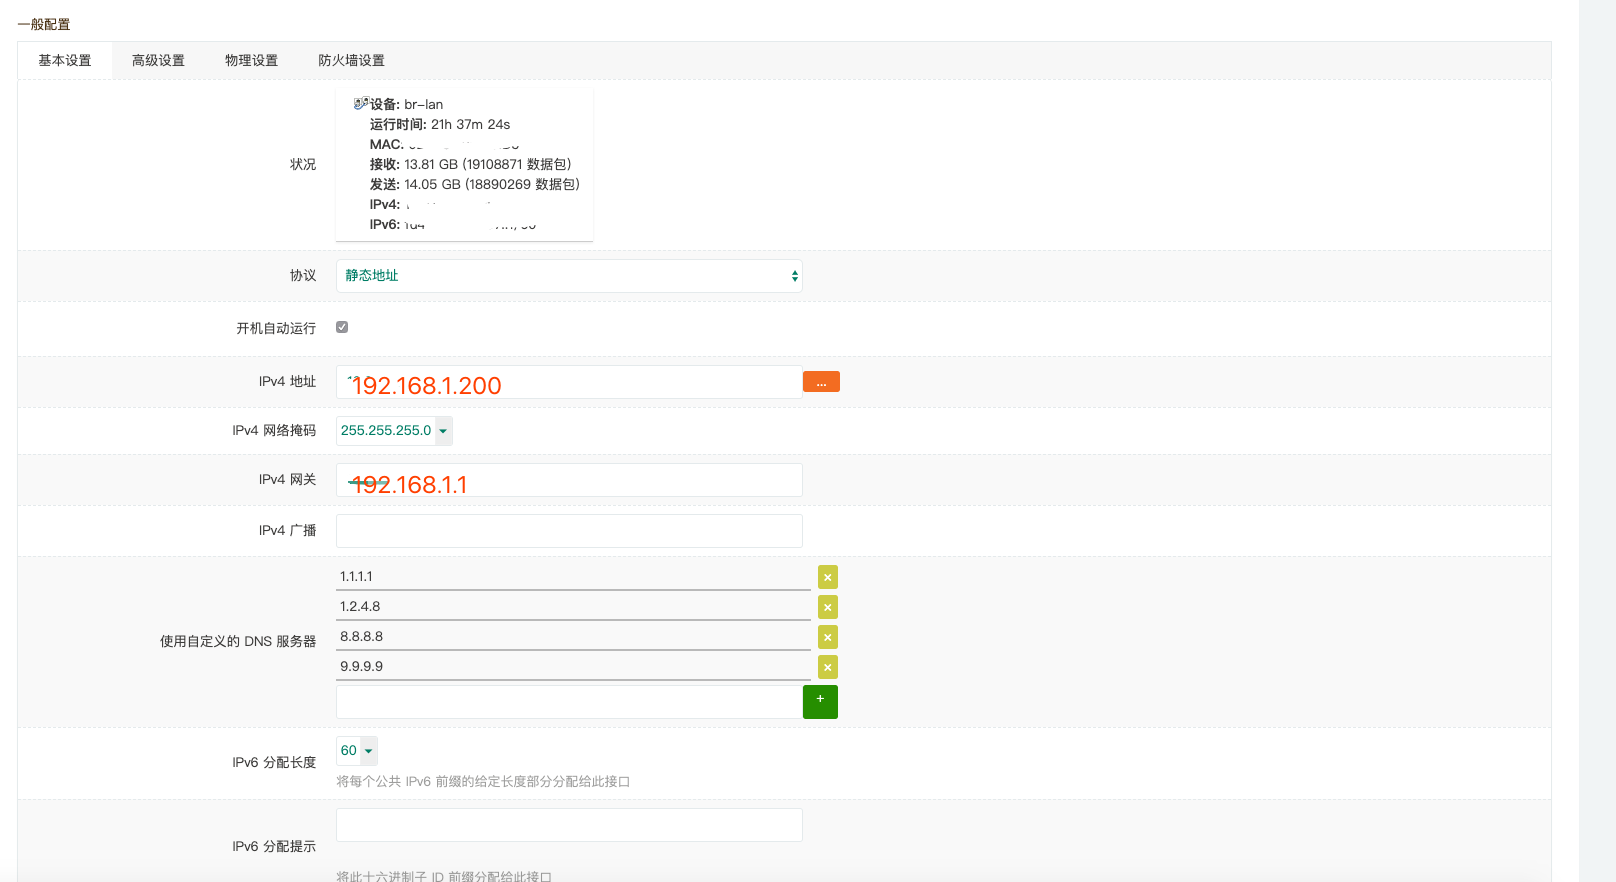 一般配置
基本设置 高级设置 物理设置 防火墙设置
状况
设备: br-lan
运行时间: 21h 37m 24s
MAC:
接收: 13.81 GB (19108871 数据包)
发送: 14.05 GB (18890269 数据包)
IPv4:
IPv6:
协议 静态地址
开机自动运行
IPv4 地址 192.168.1.200 ...
IPv4 网络掩码 255.255.255.0
IPv4 网关 192.168.1.1
IPv4 广播
使用自定义的 DNS 服务器
1.1.1.1 ×
1.2.4.8 ×
8.8.8.8 ×
9.9.9.9 ×
+
IPv6 分配长度 60
将每个公共 IPv6 前缀的给定长度部分分配给此接口
IPv6 分配提示
将此十六进制子 ID 前缀分配给此接口